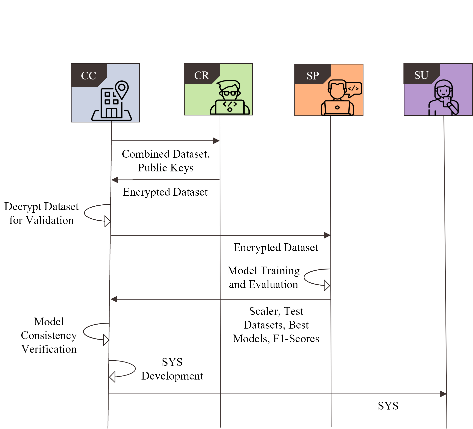 CC
CR
SP
SU
Combined Dataset,
Public Keys
Encrypted Dataset
Decrypt Dataset
for Validation
Encrypted Dataset
Model Training
and Evaluation
Scaler, Test
Datasets, Best
Models, F1-Scores
Model
Consistency
Verification
SYS
Development
SYS